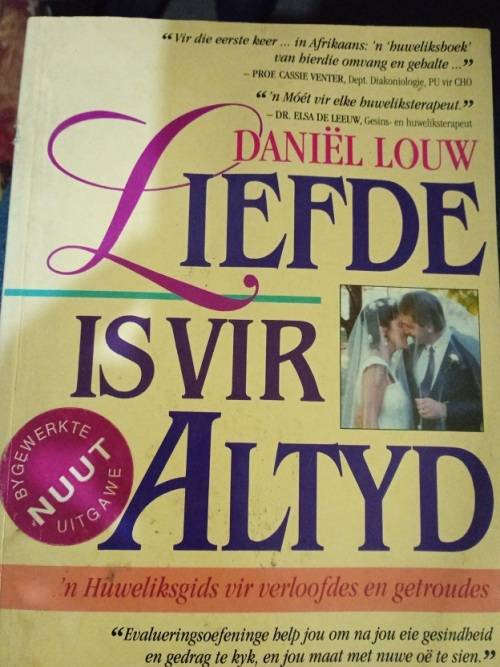 “Vir die eerste keer ... in Afrikaans: 'n 'huweliksboek'
van hierdie omvang en gehalte ...”
– PROF. CASSIE VENTER, Dept. Diakoniologie, PU vir CHO
“'n Móét vir elke huweliksterapeut.”
– DR. ELSA DE LEEUW, Gesins- en huweliksterapeut
DANIËL LOUW
LIEFDE
IS VIR
ALTYD
BYGEWERKTE
NUUT
UITGAWE
'n Huweliksgids vir verloofdes en getroudes
“Evalueringsoefeninge help jou om na jou eie gesindheid
en gedrag te kyk, en jou maat met nuwe oë te sien.”